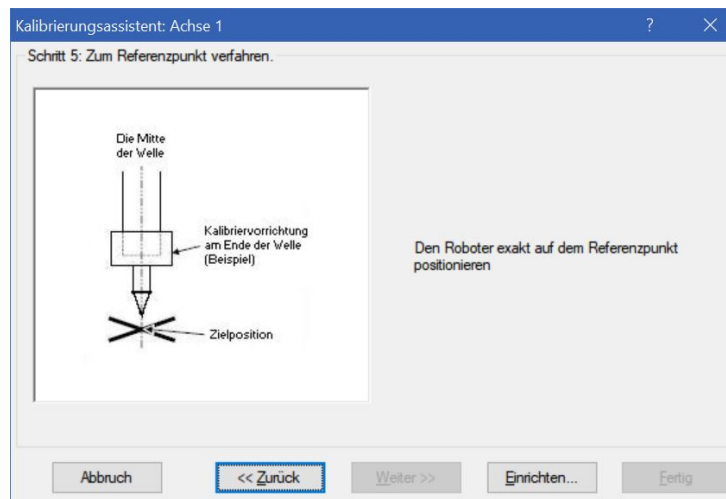 Kalibrierungsassistent: Achse 1
Schritt 5: Zum Referenzpunkt verfahren.
Die Mitte
der Welle
Kalibriervorrichtung
am Ende der Welle
(Beispiel)
Zielposition
Den Roboter exakt auf dem Referenzpunkt
positionieren
Abbruch
<< Zurück
Weiter >>
Einrichten...
Fertig